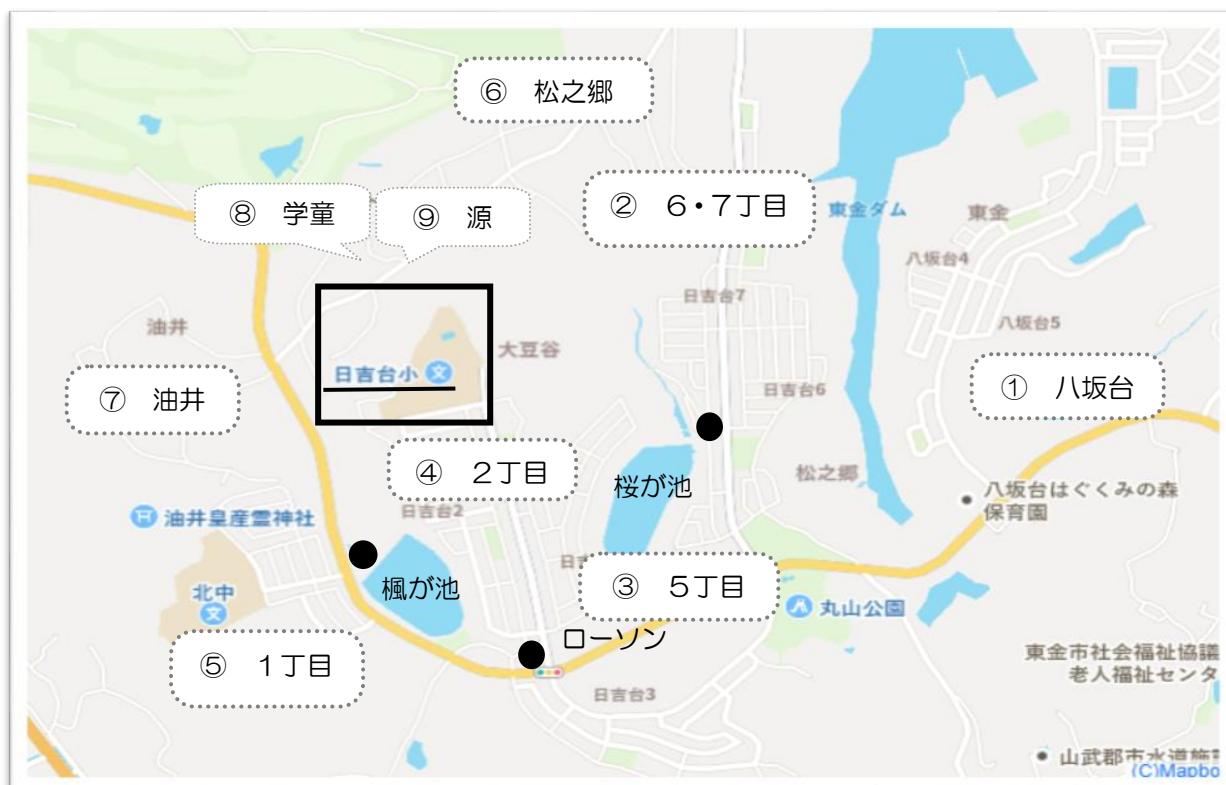 ⑥ 松之郷
⑧ 学童
⑨ 源
② 6・7丁目
東金ダム
東金
八坂台4
日吉台7
油井
八坂台5
大豆谷
日吉台小
① 八坂台
⑦ 油井
日吉台6
④ 2丁目
桜が池
松之郷
八坂台はぐくみの森
保育園
油井皇産霊神社
日吉台2
楓が池
③ 5丁目
北中
丸山公園
⑤ 1丁目
ローソン
東金市社会福祉協議
老人福祉センタ
日吉台3
山武郡市水道
(C)Mapbo